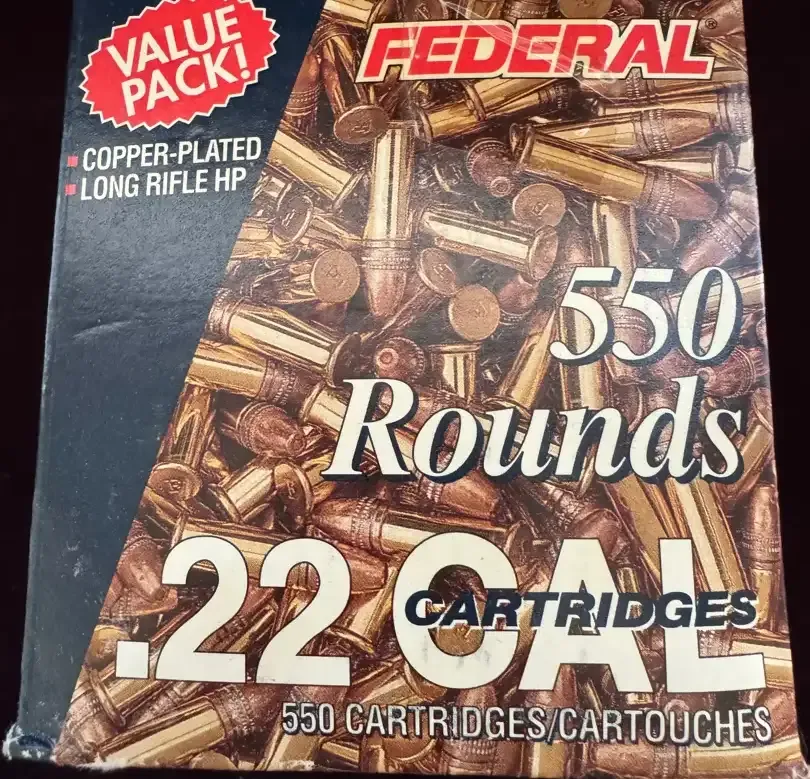 VALUE
PACK!
FEDERAL®
COPPER-PLATED
LONG RIFLE HP
550
Rounds
.22 CAL
CARTRIDGES
550 CARTRIDGES/CARTOUCHES